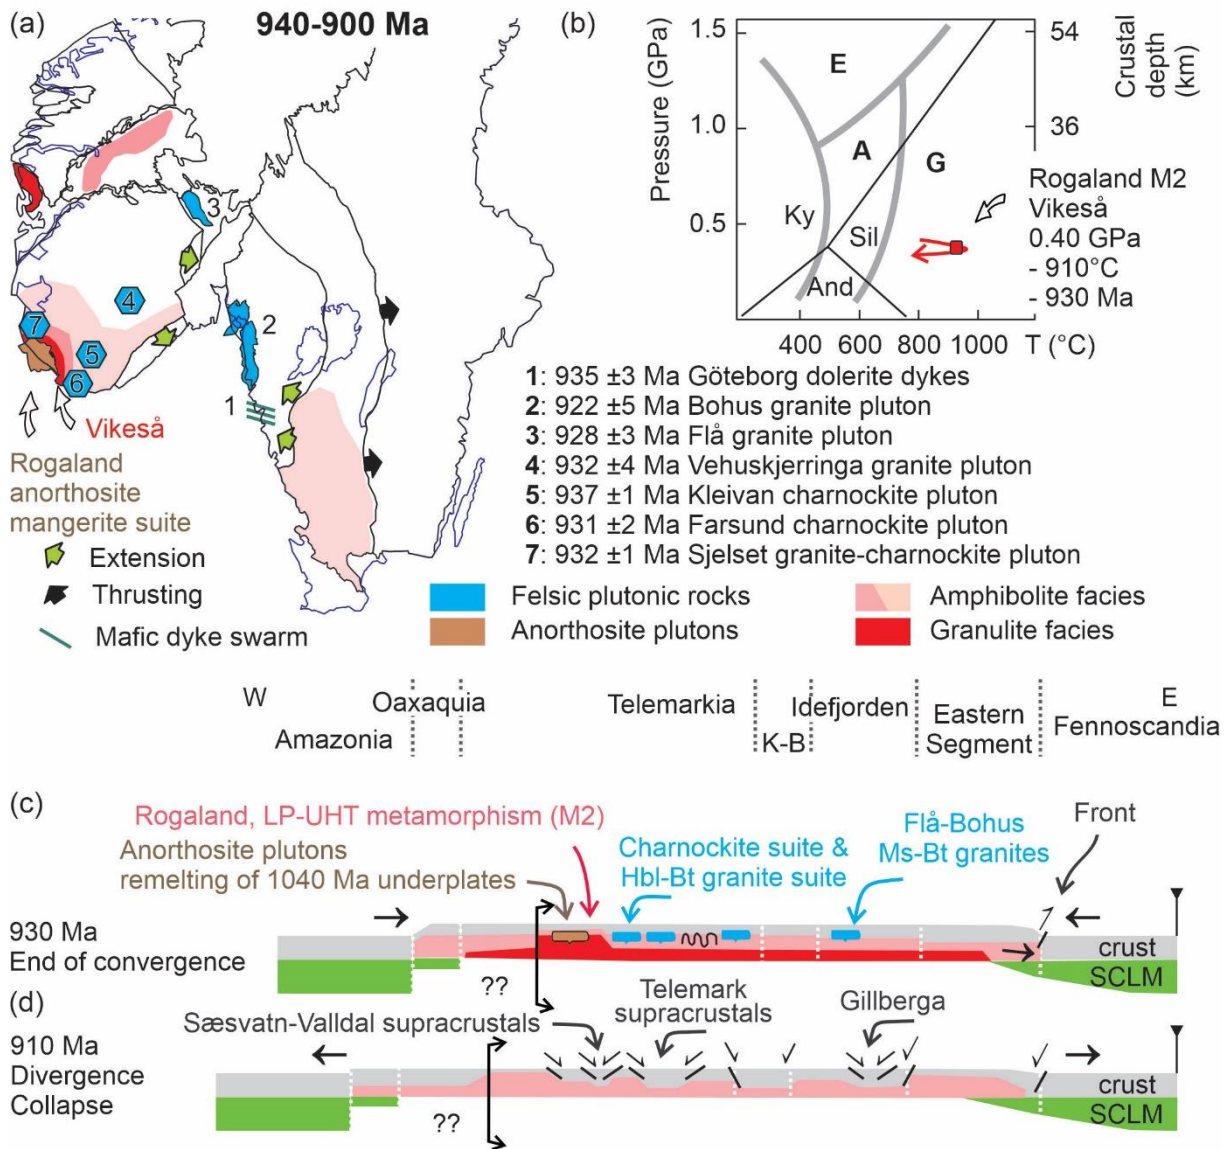 (a)
940-900 Ma
3
4
7
5
6
2
1
Vikeså
Rogaland
anorthosite
mangerite suite
Extension
Thrusting
Mafic dyke swarm
(b)
Pressure (GPa)
1.5
1.0
0.5
54
36
Crustal
depth
(km)
E
A
G
Ky
Sil
And
Rogaland M2
Vikeså
0.40 GPa
- 910°C
- 930 Ma
400 600 800 1000 T (°C)
1: 935 ±3 Ma Göteborg dolerite dykes
2: 922 ±5 Ma Bohus granite pluton
3: 928 ±3 Ma Flå granite pluton
4: 932 ±4 Ma Vehuskjerringa granite pluton
5: 937 ±1 Ma Kleivan charnockite pluton
6: 931 ±2 Ma Farsund charnockite pluton
7: 932 ±1 Ma Sjelset granite-charnockite pluton
Felsic plutonic rocks
Anorthosite plutons
Amphibolite facies
Granulite facies
W
Amazonia
Oaxaquia
Telemarkia
K-B
Idefjorden
Eastern
Segment
E
Fennoscandia
(c)
Rogaland, LP-UHT metamorphism (M2)
Anorthosite plutons
remelting of 1040 Ma underplates
Charnockite suite &
Hbl-Bt granite suite
Flå-Bohus
Ms-Bt granites
Front
930 Ma
End of convergence
??
crust
SCLM
(d)
Sæsvatn-Valldal supracrustals
Telemark
supracrustals
Gillberga
910 Ma
Divergence
Collapse
??
crust
SCLM